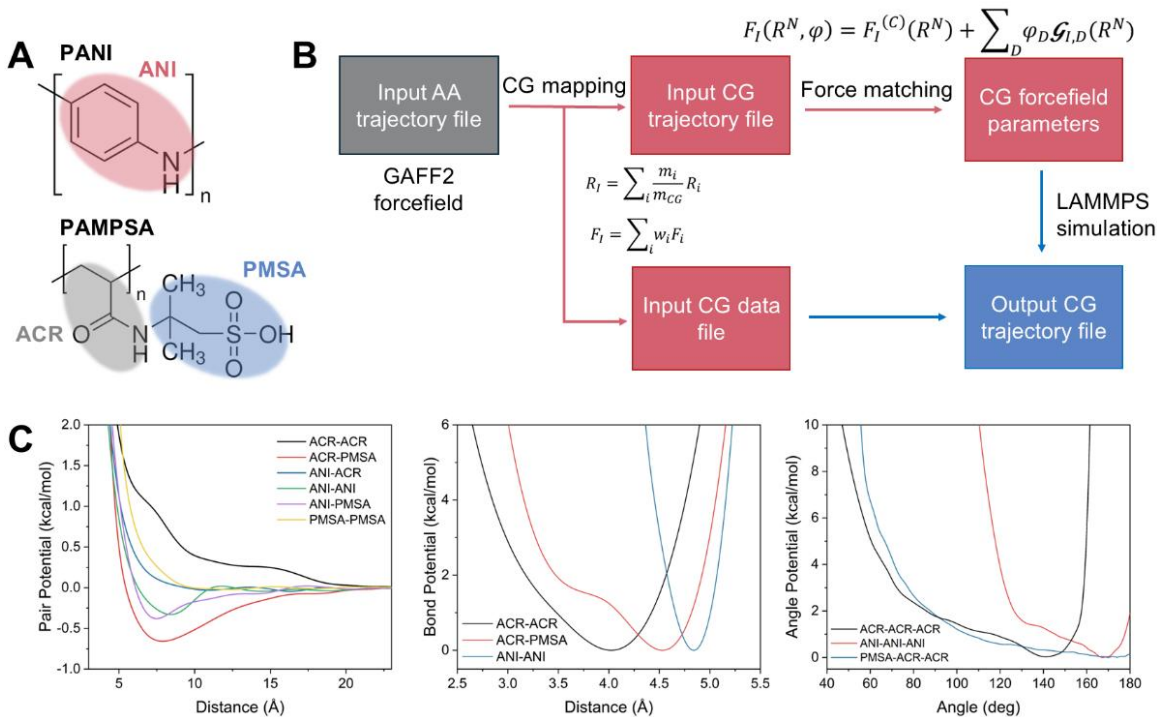 A
PANI
ANI
N
H
n
PAMPSA
PMSA
n
CH₃
O
ACR
O
N
H
S
OH
CH₃
O
B
F_I(R^N, φ) = F_I^(C)(R^N) + ∑_D φ_D 𝓖_{I,D}(R^N)
Input AA
trajectory file
CG mapping
Input CG
trajectory file
Force matching
CG forcefield
parameters
GAFF2
forcefield
R_I = ∑_i m_i/m_CG R_i
F_I = ∑_i w_i F_i
LAMMPS
simulation
Input CG data
file
Output CG
trajectory file
C
Pair Potential (kcal/mol)
2.0
1.5
1.0
0.5
0.0
-0.5
-1.0
ACR-ACR
ACR-PMSA
ANI-ACR
ANI-ANI
ANI-PMSA
PMSA-PMSA
5 10 15 20
Distance (Å)
Bond Potential (kcal/mol)
6
4
2
0
ACR-ACR
ACR-PMSA
ANI-ANI
2.5 3.0 3.5 4.0 4.5 5.0 5.5
Distance (Å)
Angle Potential (kcal/mol)
10
8
6
4
2
0
ACR-ACR-ACR
ANI-ANI-ANI
PMSA-ACR-ACR
40 60 80 100 120 140 160 180
Angle (deg)